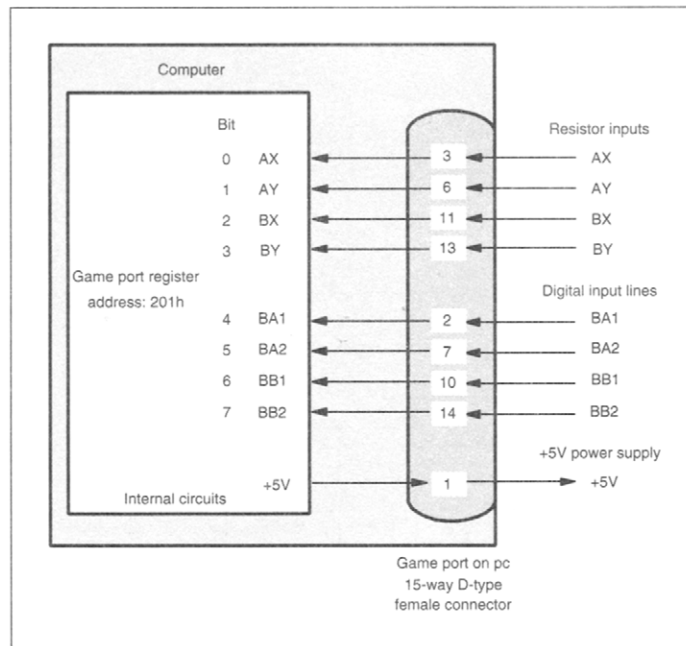 Computer
Bit
0 AX
1 AY
2 BX
3 BY
Game port register
address: 201h
4 BA1
5 BA2
6 BB1
7 BB2
+5V
Internal circuits
3
6
11
13
2
7
10
14
1
Resistor inputs
AX
AY
BX
BY
Digital input lines
BA1
BA2
BB1
BB2
+5V power supply
+5V
Game port on pc
15-way D-type
female connector